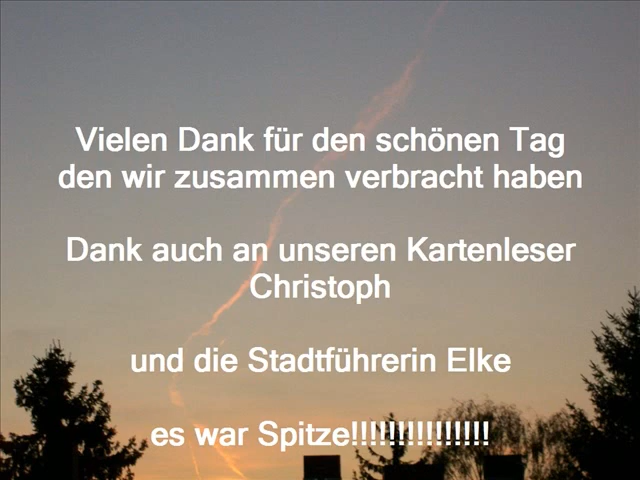 Vielen Dank für den schönen Tag
den wir zusammen verbracht haben
Dank auch an unseren Kartenleser
Christoph
und die Stadtführerin Elke
es war Spitze!!!!!!!!!!!!!!!